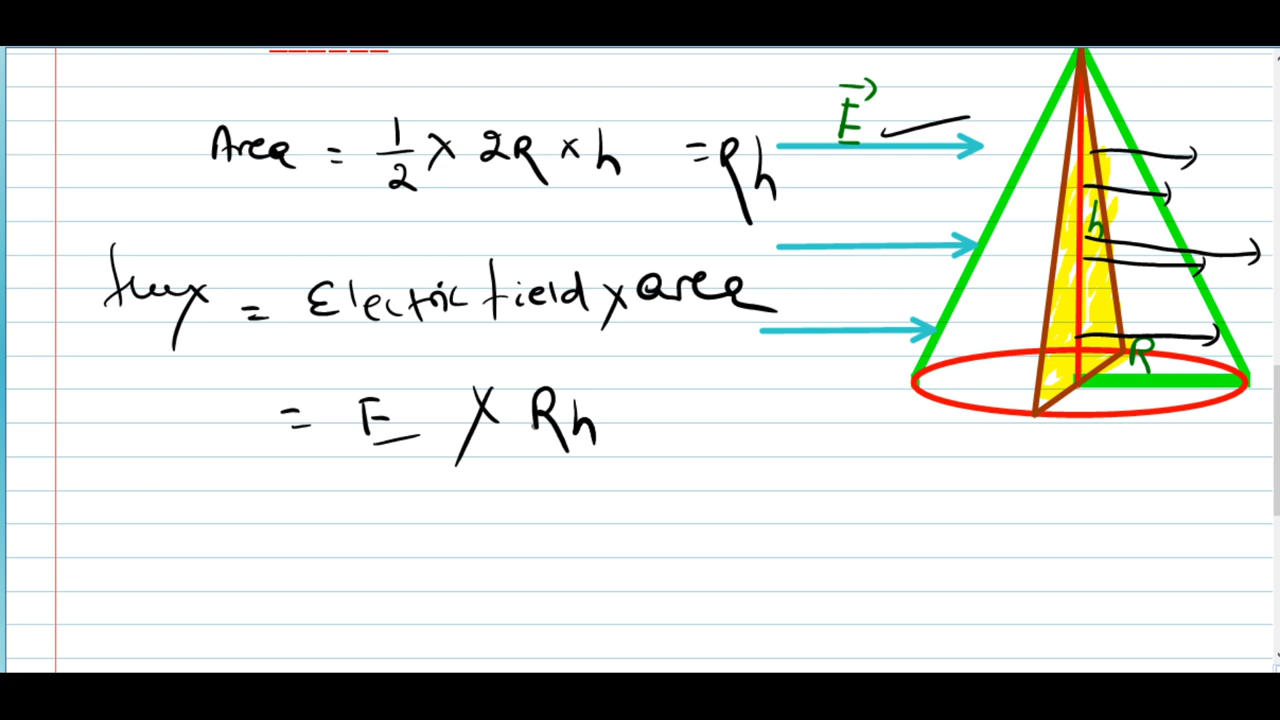 Area = 1/2 × 2R × h = Rh
E⃗
h
flux = Electric field × area
R
= E × Rh